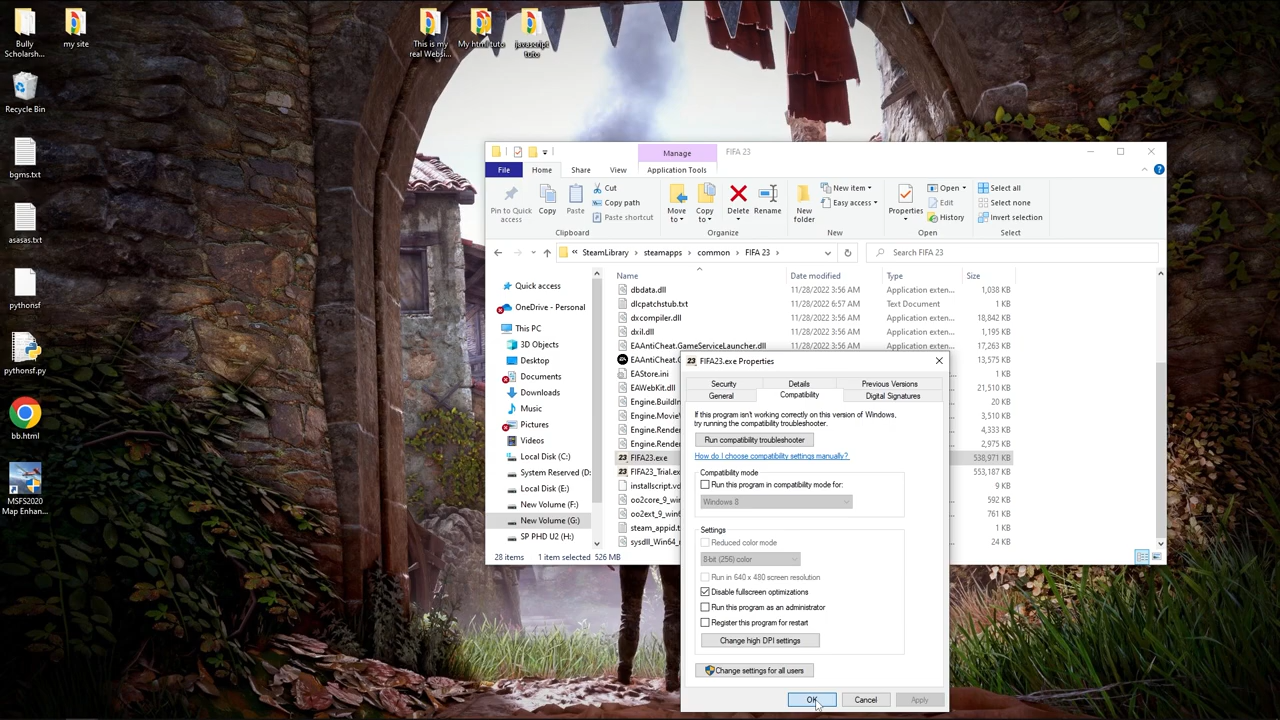 Bully
Scholarsh...
my site
This is my
real Websi...
My html tuto
javascript
tuto
Recycle Bin
bgms.txt
asasas.txt
pythonsf
pythonsf.py
bb.html
MSFS2020
Map Enhan...
Manage
FIFA 23
File
Home
Share
View
Application Tools
Pin to Quick
access
Copy
Paste
Cut
Copy path
Paste shortcut
Clipboard
Move
to
Copy
to
Delete
Rename
Organize
New
folder
New item
Easy access
New
Properties
Open
Edit
History
Open
Select all
Select none
Invert selection
Select
« SteamLibrary > steamapps > common > FIFA 23 >
Search FIFA 23
Name Date modified Type Size
Quick access
OneDrive - Personal
This PC
3D Objects
Desktop
Documents
Downloads
Music
Pictures
Videos
Local Disk (C:)
System Reserved (D:
Local Disk (E:)
New Volume (F:)
New Volume (G:)
SP PHD U2 (H:)
dbdata.dll 11/28/2022 3:56 AM Application exten... 1,038 KB
dlcpatchstub.txt 11/28/2022 6:57 AM Text Document 1 KB
dxcompiler.dll 11/28/2022 3:56 AM Application exten... 18,842 KB
dxil.dll 11/28/2022 3:56 AM Application exten... 1,195 KB
EAAntiCheat.GameServiceLauncher.dll 11/28/2022 3:56 AM Application exten... 17,263 KB
EAAntiCheat.G 13,575 KB
EAStore.ini 1 KB
EAWebKit.dll 21,510 KB
Engine.BuildIn 20 KB
Engine.Movie 3,510 KB
Engine.Render 4,333 KB
Engine.Render 2,975 KB
FIFA23.exe 538,971 KB
FIFA23_Trial.ex 553,187 KB
installscript.vd 9 KB
oo2core_9_win 592 KB
oo2ext_9_win6 761 KB
steam_appid.t 1 KB
sysdll_Win64_r 24 KB
28 items 1 item selected 526 MB
FIFA23.exe Properties
Security Details Previous Versions
General Compatibility Digital Signatures
If this program isn't working correctly on this version of Windows,
try running the compatibility troubleshooter.
Run compatibility troubleshooter
How do I choose compatibility settings manually?
Compatibility mode
Run this program in compatibility mode for:
Windows 8
Settings
Reduced color mode
8-bit (256) color
Run in 640 x 480 screen resolution
Disable fullscreen optimizations
Run this program as an administrator
Register this program for restart
Change high DPI settings
Change settings for all users
OK Cancel Apply